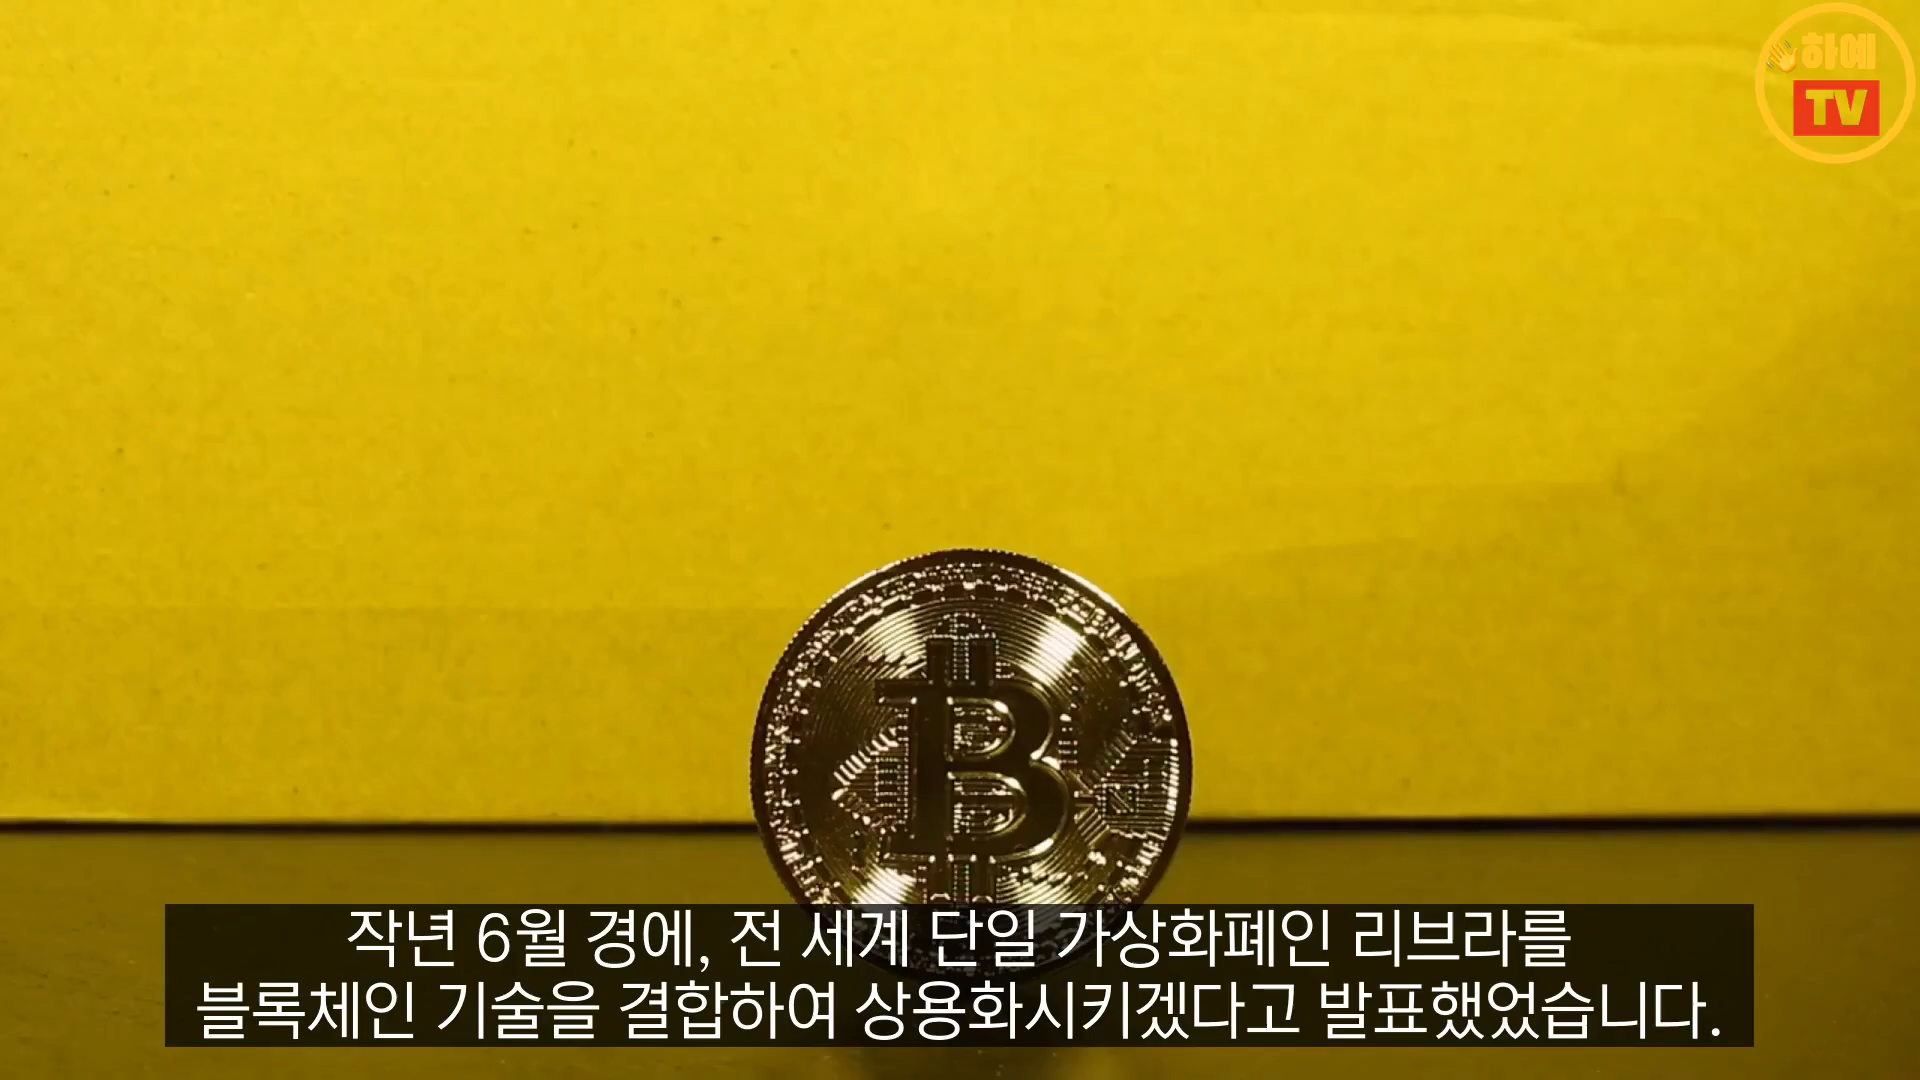 하예
TV
작년 6월 경에, 전 세계 단일 가상화폐인 리브라를
블록체인 기술을 결합하여 상용화시키겠다고 발표했었습니다.